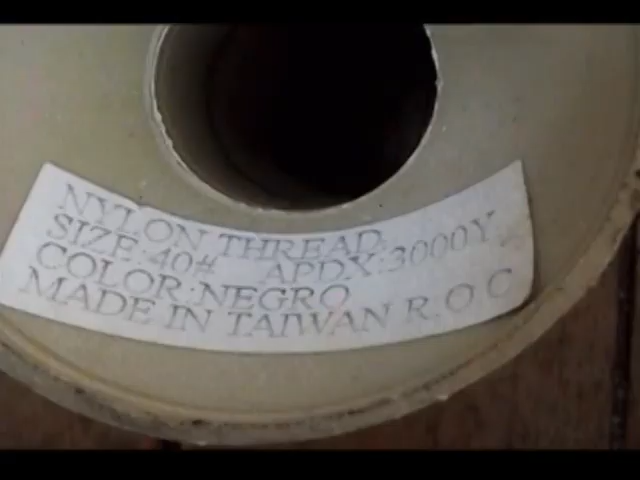 NYLON THREAD.
SIZE:40# APDX:3000Y.
COLOR:NEGRO
MADE IN TAIWAN R.O C